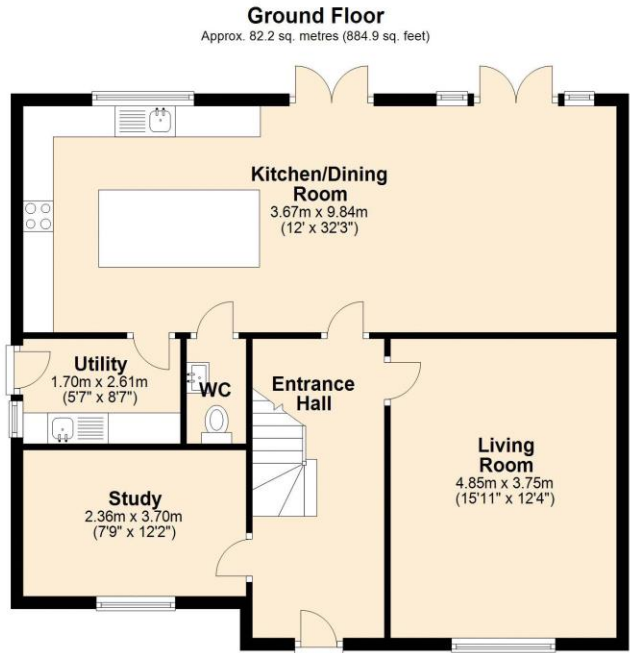 Ground Floor
Approx. 82.2 sq. metres (884.9 sq. feet)
Kitchen/Dining
Room
3.67m x 9.84m
(12' x 32'3")
Utility
1.70m x 2.61m
(5'7" x 8'7")
WC
Entrance
Hall
Living
Room
4.85m x 3.75m
(15'11" x 12'4")
Study
2.36m x 3.70m
(7'9" x 12'2")